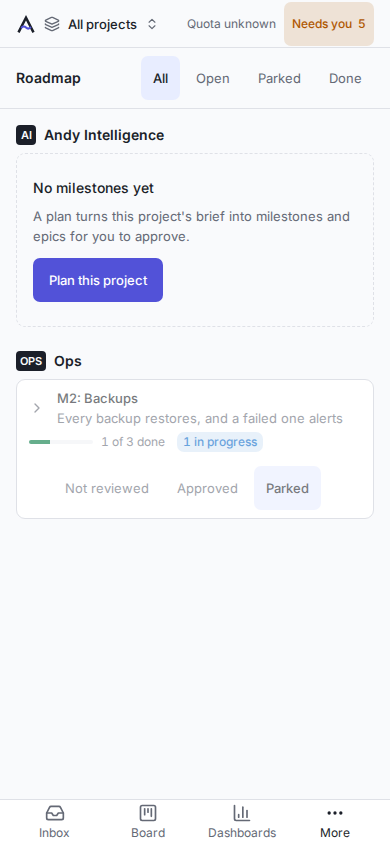 All projects
Quota unknown
Needs you 5
Roadmap
All
Open
Parked
Done
AI Andy Intelligence
No milestones yet
A plan turns this project's brief into milestones and
epics for you to approve.
Plan this project
OPS Ops
M2: Backups
Every backup restores, and a failed one alerts
1 of 3 done
1 in progress
Not reviewed
Approved
Parked
Inbox
Board
Dashboards
More